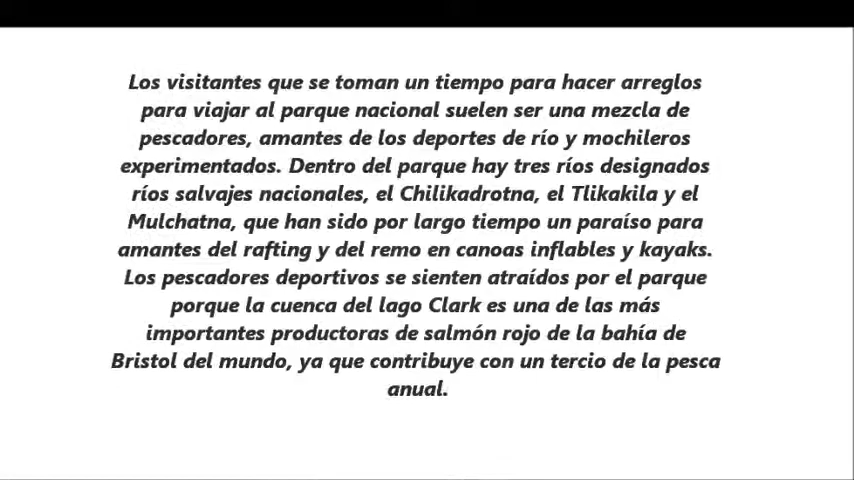 Los visitantes que se toman un tiempo para hacer arreglos
para viajar al parque nacional suelen ser una mezcla de
pescadores, amantes de los deportes de río y mochileros
experimentados. Dentro del parque hay tres ríos designados
ríos salvajes nacionales, el Chilikadrotna, el Tlikakila y el
Mulchatna, que han sido por largo tiempo un paraíso para
amantes del rafting y del remo en canoas inflables y kayaks.
Los pescadores deportivos se sienten atraídos por el parque
porque la cuenca del lago Clark es una de las más
importantes productoras de salmón rojo de la bahía de
Bristol del mundo, ya que contribuye con un tercio de la pesca
anual.